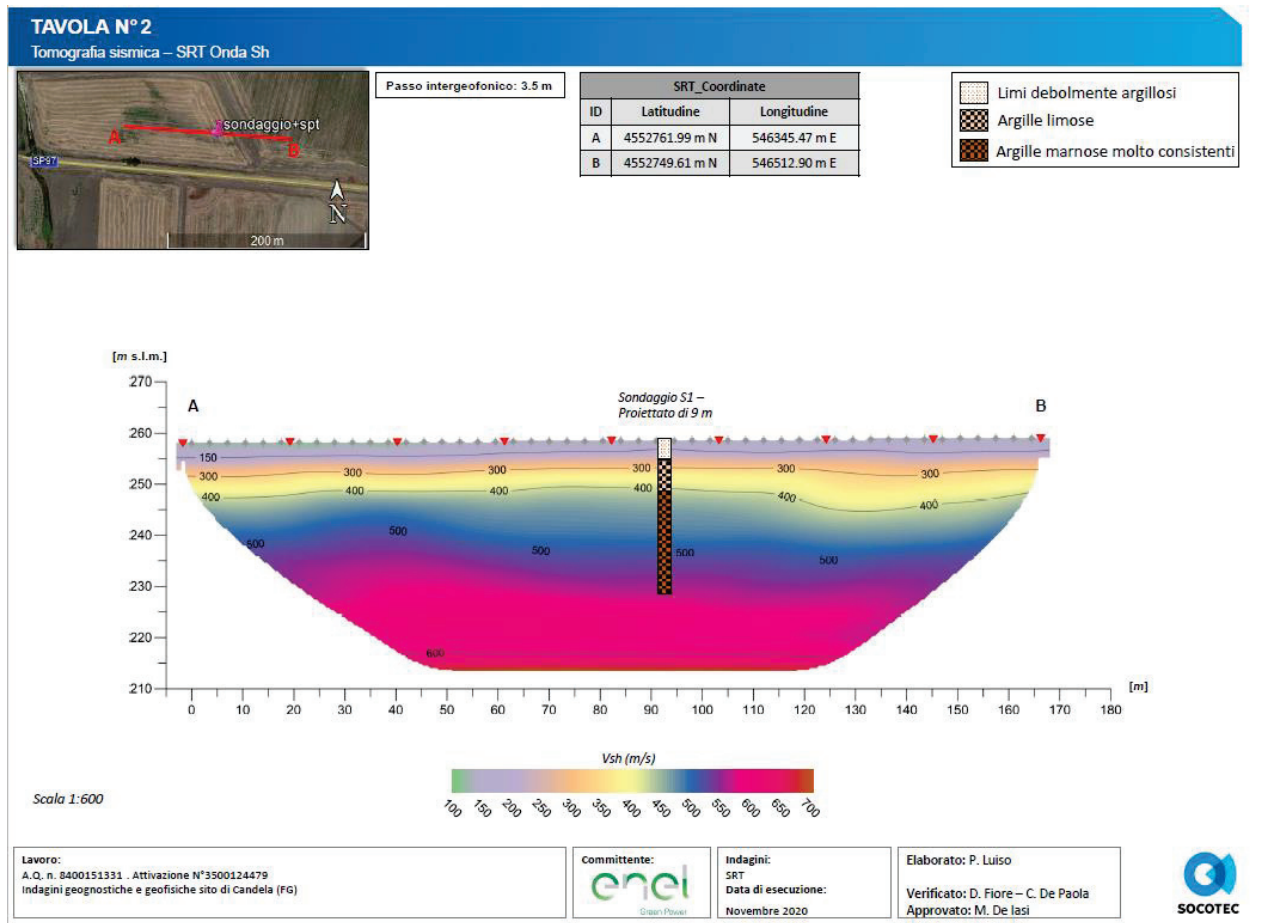 TAVOLA N° 2
Tomografia sismica – SRT Onda Sh
A
sondaggio+spt
B
SP97
N
200 m
Passo intergeofonico: 3.5 m
SRT_Coordinate
ID Latitudine Longitudine
A 4552761.99 m N 546345.47 m E
B 4552749.61 m N 546512.90 m E
Limi debolmente argillosi
Argille limose
Argille marnose molto consistenti
[m s.l.m.]
270
260
250
240
230
220
210
A
Sondaggio S1 –
Proiettato di 9 m
B
150
300 300 300 300 300 300
400 400 400 400 400 400
500 500 500 500 500
600
0 10 20 30 40 50 60 70 80 90 100 110 120 130 140 150 160 170 180
[m]
Vsh (m/s)
100 150 200 250 300 350 400 450 500 550 600 650 700
Scala 1:600
Lavoro:
A.Q. n. 8400151331 . Attivazione N°3500124479
Indagini geognostiche e geofisiche sito di Candela (FG)
Committente:
enel
Green Power
Indagini:
SRT
Data di esecuzione:
Novembre 2020
Elaborato: P. Luiso
Verificato: D. Fiore – C. De Paola
Approvato: M. De Iasi
SOCOTEC